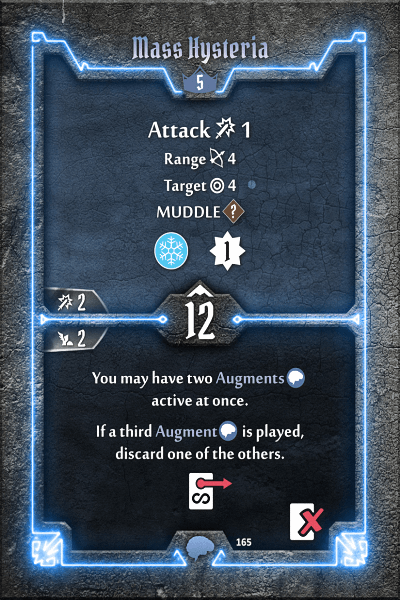 Mass Hysteria
5
Attack 1
Range 4
Target 4
MUDDLE ?
1
2
12
2
You may have two Augments
active at once.
If a third Augment is played,
discard one of the others.
165